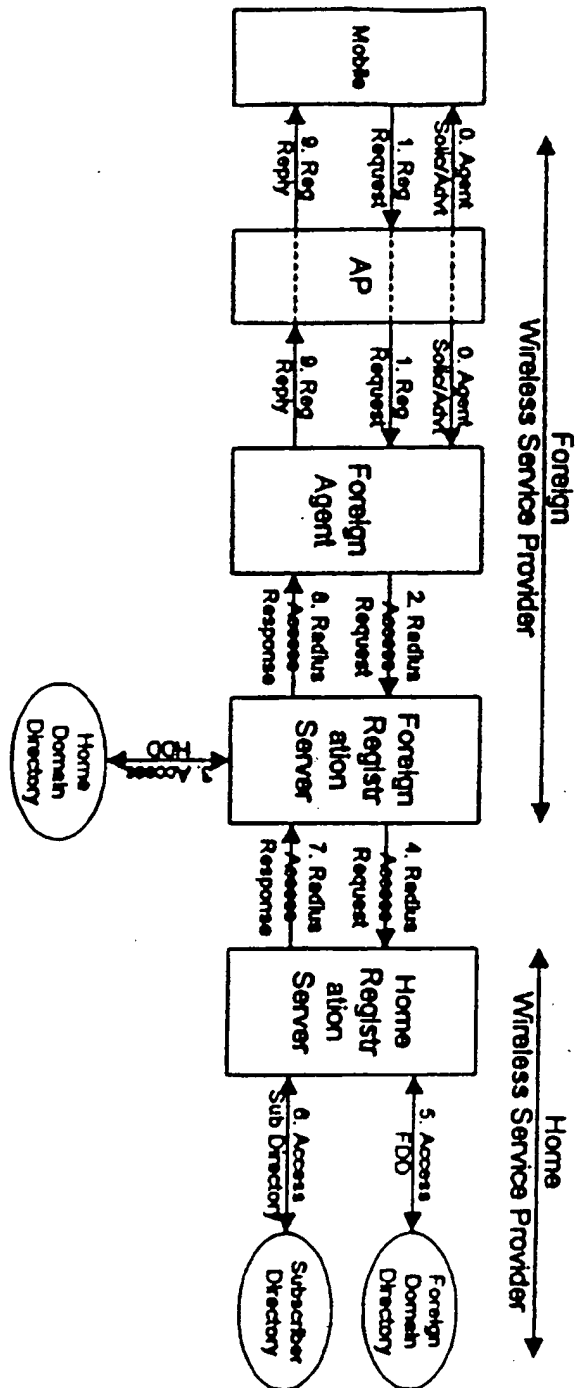 Foreign
Wireless Service Provider
Home
Wireless Service Provider
Mobile
0. Agent
Solic/Advt
1. Reg
Request
9. Reg
Reply
AP
0. Agent
Solic/Advt
1. Reg
Request
9. Reg
Reply
Foreign
Agent
2. Radius
Access
Request
8. Radius
Access
Response
Foreign
Registr
ation
Server
Access
HDD
Home
Domain
Directory
4. Radius
Access
Request
7. Radius
Access
Response
Home
Registr
ation
Server
5. Access
FDD
6. Access
Sub Directory
Foreign
Domain
Directory
Subscriber
Directory